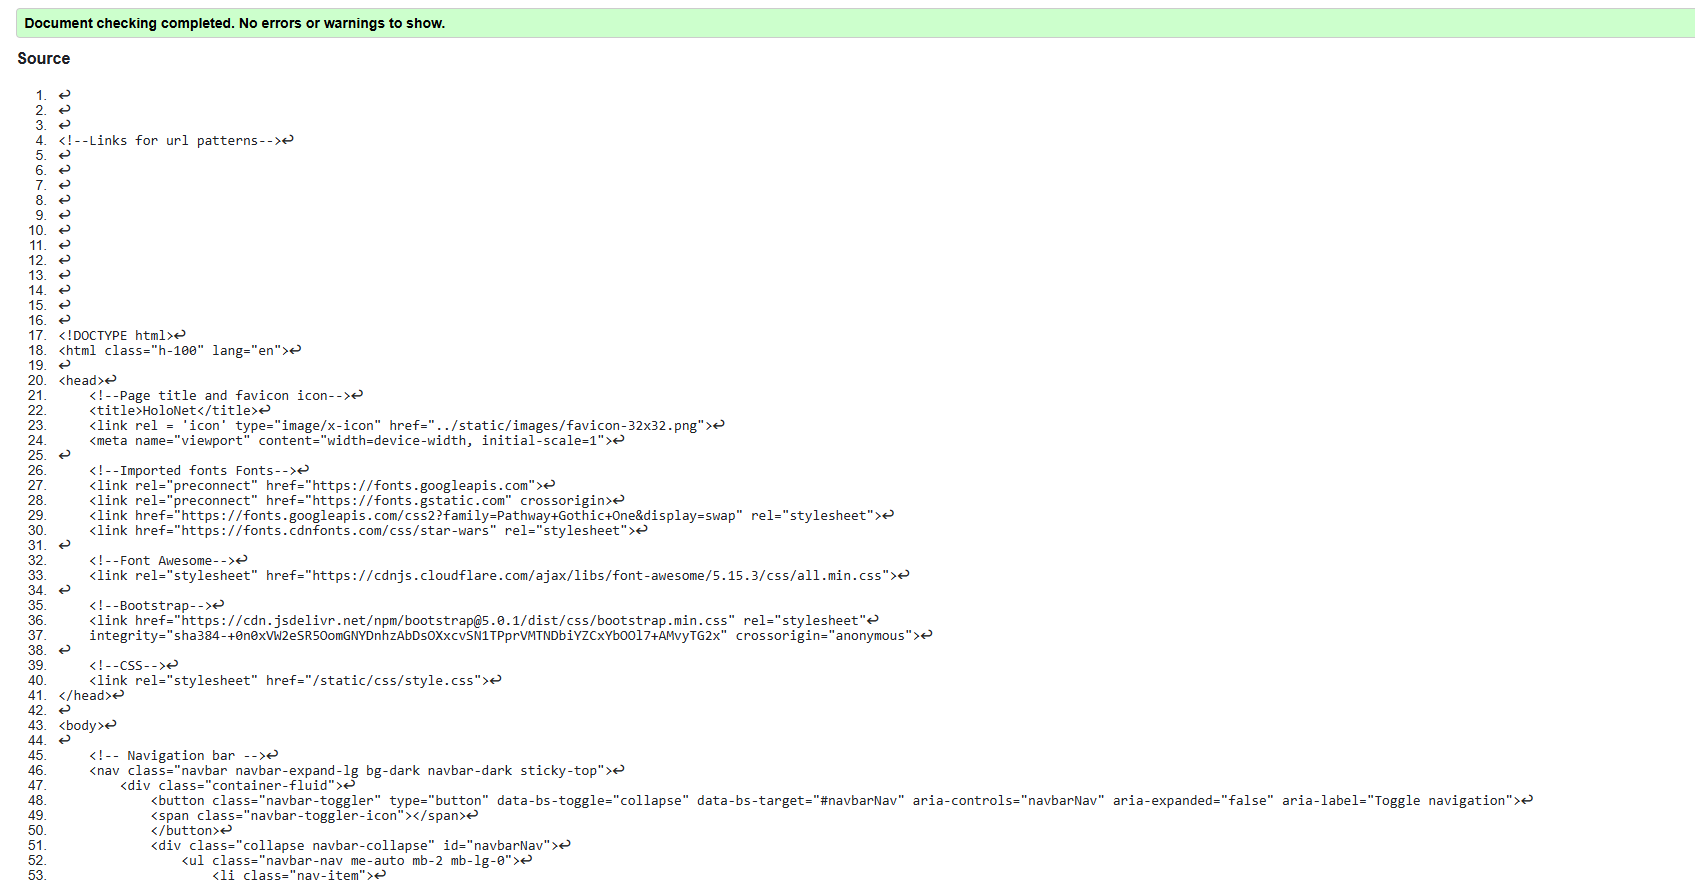 Document checking completed. No errors or warnings to show.
Source
1. ↩
2. ↩
3. ↩
4. <!--Links for url patterns-->↩
5. ↩
6. ↩
7. ↩
8. ↩
9. ↩
10. ↩
11. ↩
12. ↩
13. ↩
14. ↩
15. ↩
16. ↩
17. <!DOCTYPE html>↩
18. <html class="h-100" lang="en">↩
19. ↩
20. <head>↩
21.     <!--Page title and favicon icon-->↩
22.     <title>HoloNet</title>↩
23.     <link rel = 'icon' type="image/x-icon" href="../static/images/favicon-32x32.png">↩
24.     <meta name="viewport" content="width=device-width, initial-scale=1">↩
25. ↩
26.     <!--Imported fonts Fonts-->↩
27.     <link rel="preconnect" href="https://fonts.googleapis.com">↩
28.     <link rel="preconnect" href="https://fonts.gstatic.com" crossorigin>↩
29.     <link href="https://fonts.googleapis.com/css2?family=Pathway+Gothic+One&display=swap" rel="stylesheet">↩
30.     <link href="https://fonts.cdnfonts.com/css/star-wars" rel="stylesheet">↩
31. ↩
32.     <!--Font Awesome-->↩
33.     <link rel="stylesheet" href="https://cdnjs.cloudflare.com/ajax/libs/font-awesome/5.15.3/css/all.min.css">↩
34. ↩
35.     <!--Bootstrap-->↩
36.     <link href="https://cdn.jsdelivr.net/npm/bootstrap@5.0.1/dist/css/bootstrap.min.css" rel="stylesheet"↩
37.     integrity="sha384-+0n0xVW2eSR5OomGNYDnhzAbDsOXxcvSN1TPprVMTNDbiYZCxYbOOl7+AMvyTG2x" crossorigin="anonymous">↩
38. ↩
39.     <!--CSS-->↩
40.     <link rel="stylesheet" href="/static/css/style.css">↩
41. </head>↩
42. ↩
43. <body>↩
44. ↩
45.     <!-- Navigation bar -->↩
46.     <nav class="navbar navbar-expand-lg bg-dark navbar-dark sticky-top">↩
47.         <div class="container-fluid">↩
48.             <button class="navbar-toggler" type="button" data-bs-toggle="collapse" data-bs-target="#navbarNav" aria-controls="navbarNav" aria-expanded="false" aria-label="Toggle navigation">↩
49.             <span class="navbar-toggler-icon"></span>↩
50.             </button>↩
51.             <div class="collapse navbar-collapse" id="navbarNav">↩
52.                 <ul class="navbar-nav me-auto mb-2 mb-lg-0">↩
53.                     <li class="nav-item">↩